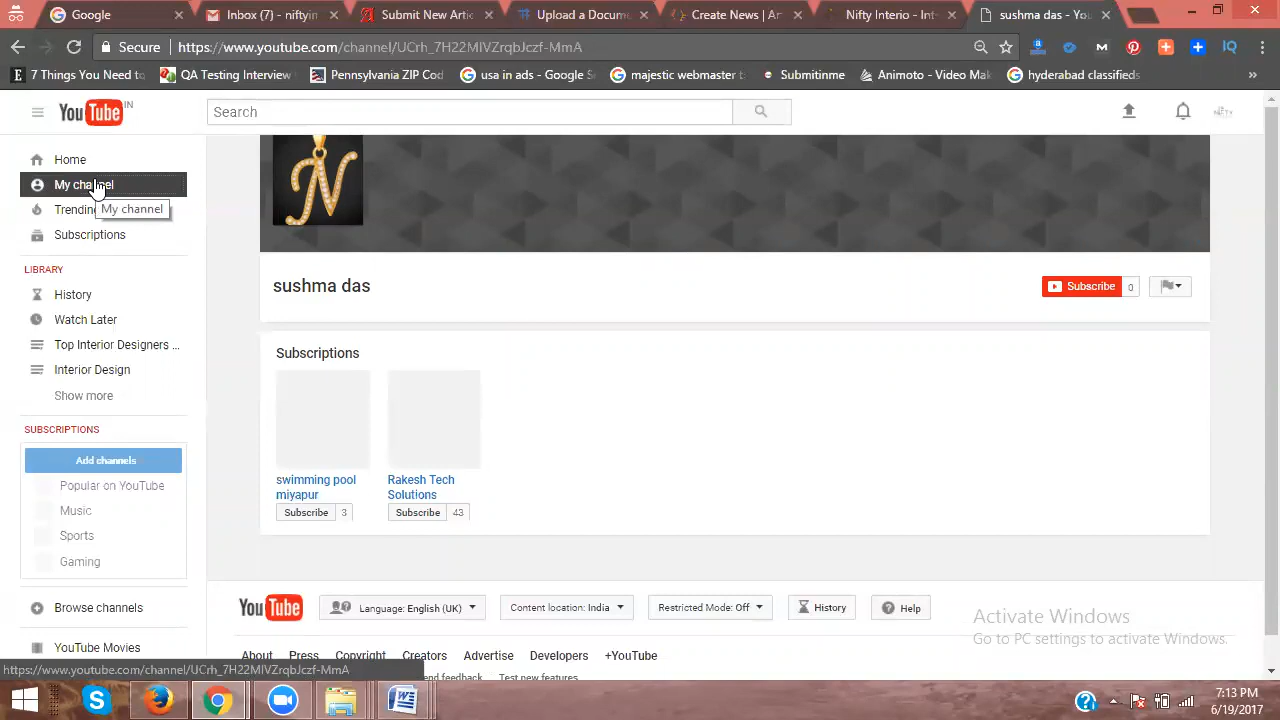 Google
Inbox (7) - niftyin
Submit New Article
Upload a Docum
Create News | Ar
Nifty Interio - Int
sushma das - You
Secure
https://www.youtube.com/channel/UCrh_7H22MIVZrqbJczf-MmA
7 Things You Need to
QA Testing Interview
Pennsylvania ZIP Cod
usa in ads - Google S
majestic webmaster t
Submitinme
Animoto - Video Mak
hyderabad classifieds
»
YouTube IN
Search
Home
My channel
Trending
My channel
Subscriptions
LIBRARY
History
Watch Later
Top Interior Designers ...
Interior Design
Show more
SUBSCRIPTIONS
Add channels
Popular on YouTube
Music
Sports
Gaming
Browse channels
YouTube Movies
https://www.youtube.com/channel/UCrh_7H22MIVZrqbJczf-MmA
N
sushma das
Subscribe 0
Subscriptions
swimming pool
miyapur
Subscribe 3
Rakesh Tech
Solutions
Subscribe 43
YouTube
Language: English (UK)
Content location: India
Restricted Mode: Off
History
Help
About
Press
Copyright
Creators
Advertise
Developers
+YouTube
end feedback
Test new features
Activate Windows
Go to PC settings to activate Windows.
7:13 PM
6/19/2017